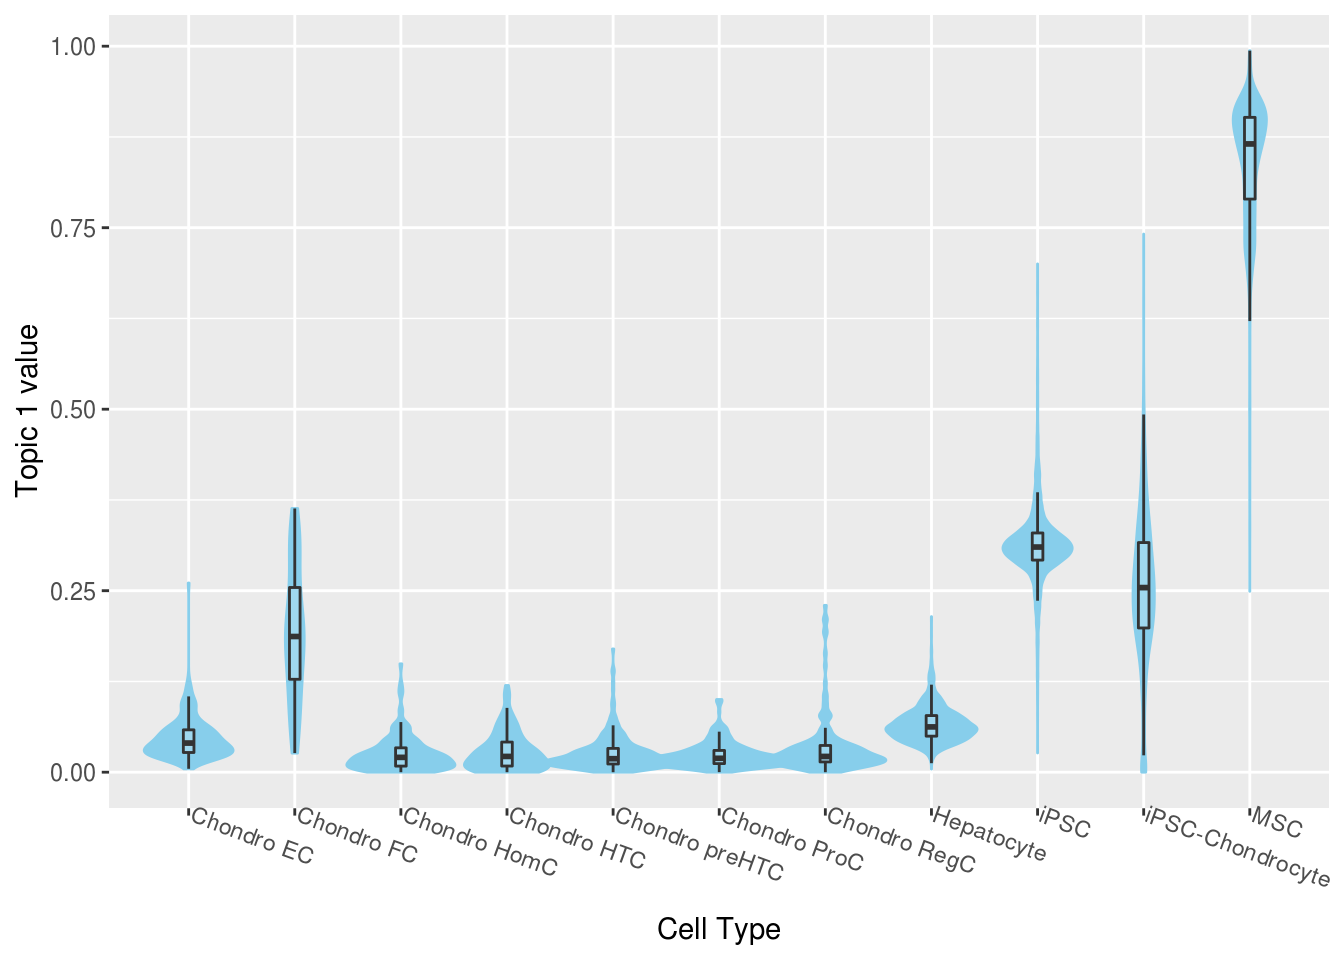 1.00
0.75
0.50
0.25
0.00
Topic 1 value
Chondro EC
Chondro FC
Chondro HomC
Chondro HTC
Chondro preHTC
Chondro ProC
Chondro RegC
Hepatocyte
iPSC
iPSC-Chondrocyte
MSC
Cell Type